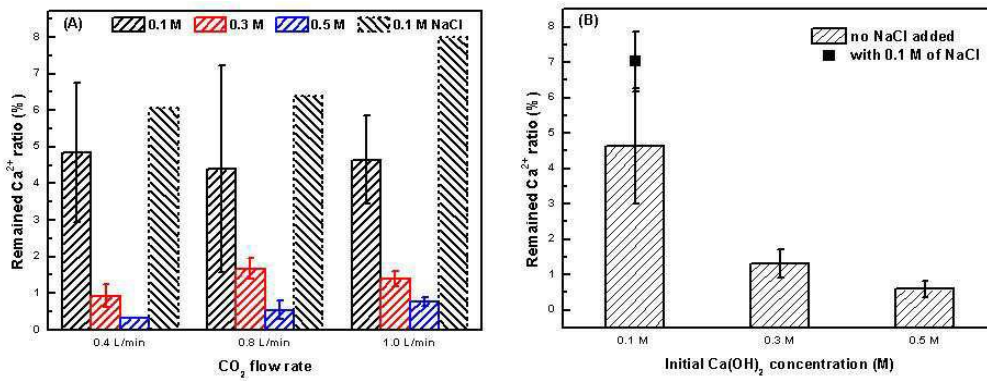 (A)
0.1 M
0.3 M
0.5 M
0.1 M NaCl
8
7
6
5
4
3
2
1
0
Remained Ca²⁺ ratio (%)
0.4 L/min
0.8 L/min
1.0 L/min
CO₂ flow rate
(B)
no NaCl added
with 0.1 M of NaCl
8
7
6
5
4
3
2
1
0
Remained Ca²⁺ ratio (%)
0.1 M
0.3 M
0.5 M
Initial Ca(OH)₂ concentration (M)